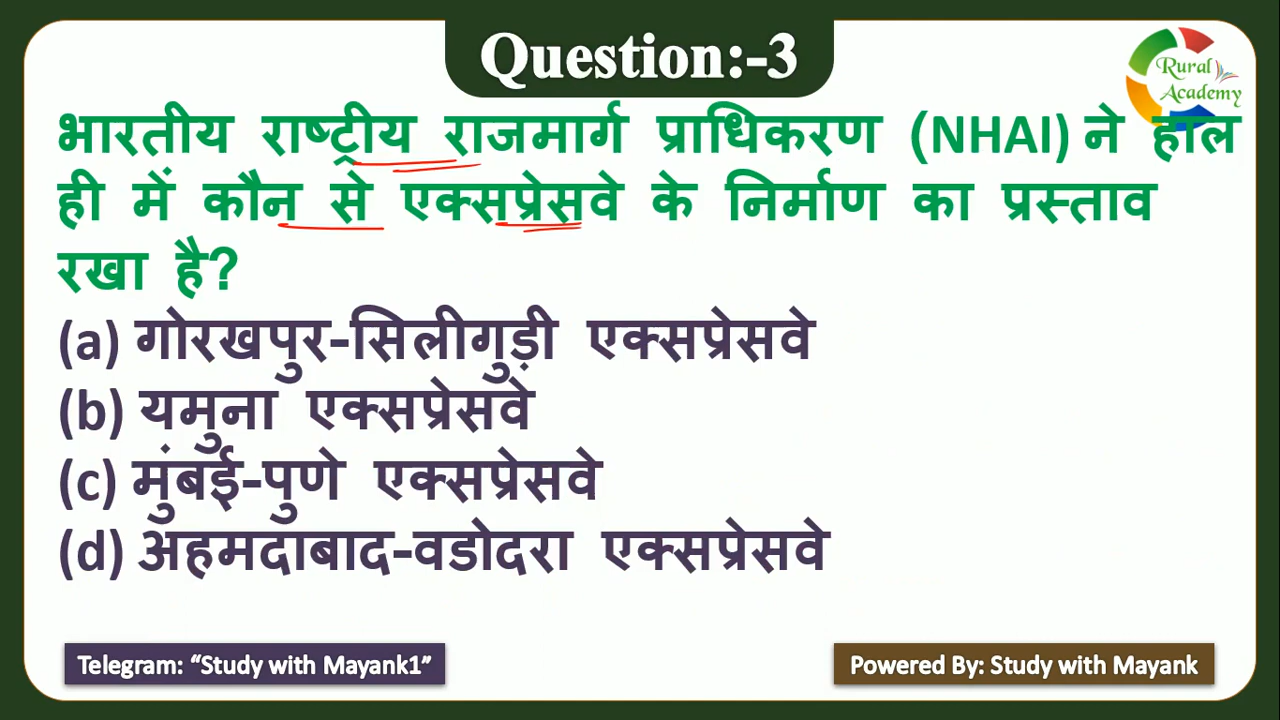 Question:-3
Rural
Academy
भारतीय राष्ट्रीय राजमार्ग प्राधिकरण (NHAI) ने हाल
ही में कौन से एक्सप्रेसवे के निर्माण का प्रस्ताव
रखा है?
(a) गोरखपुर-सिलीगुड़ी एक्सप्रेसवे
(b) यमुना एक्सप्रेसवे
(c) मुंबई-पुणे एक्सप्रेसवे
(d) अहमदाबाद-वडोदरा एक्सप्रेसवे
Telegram: “Study with Mayank1”
Powered By: Study with Mayank